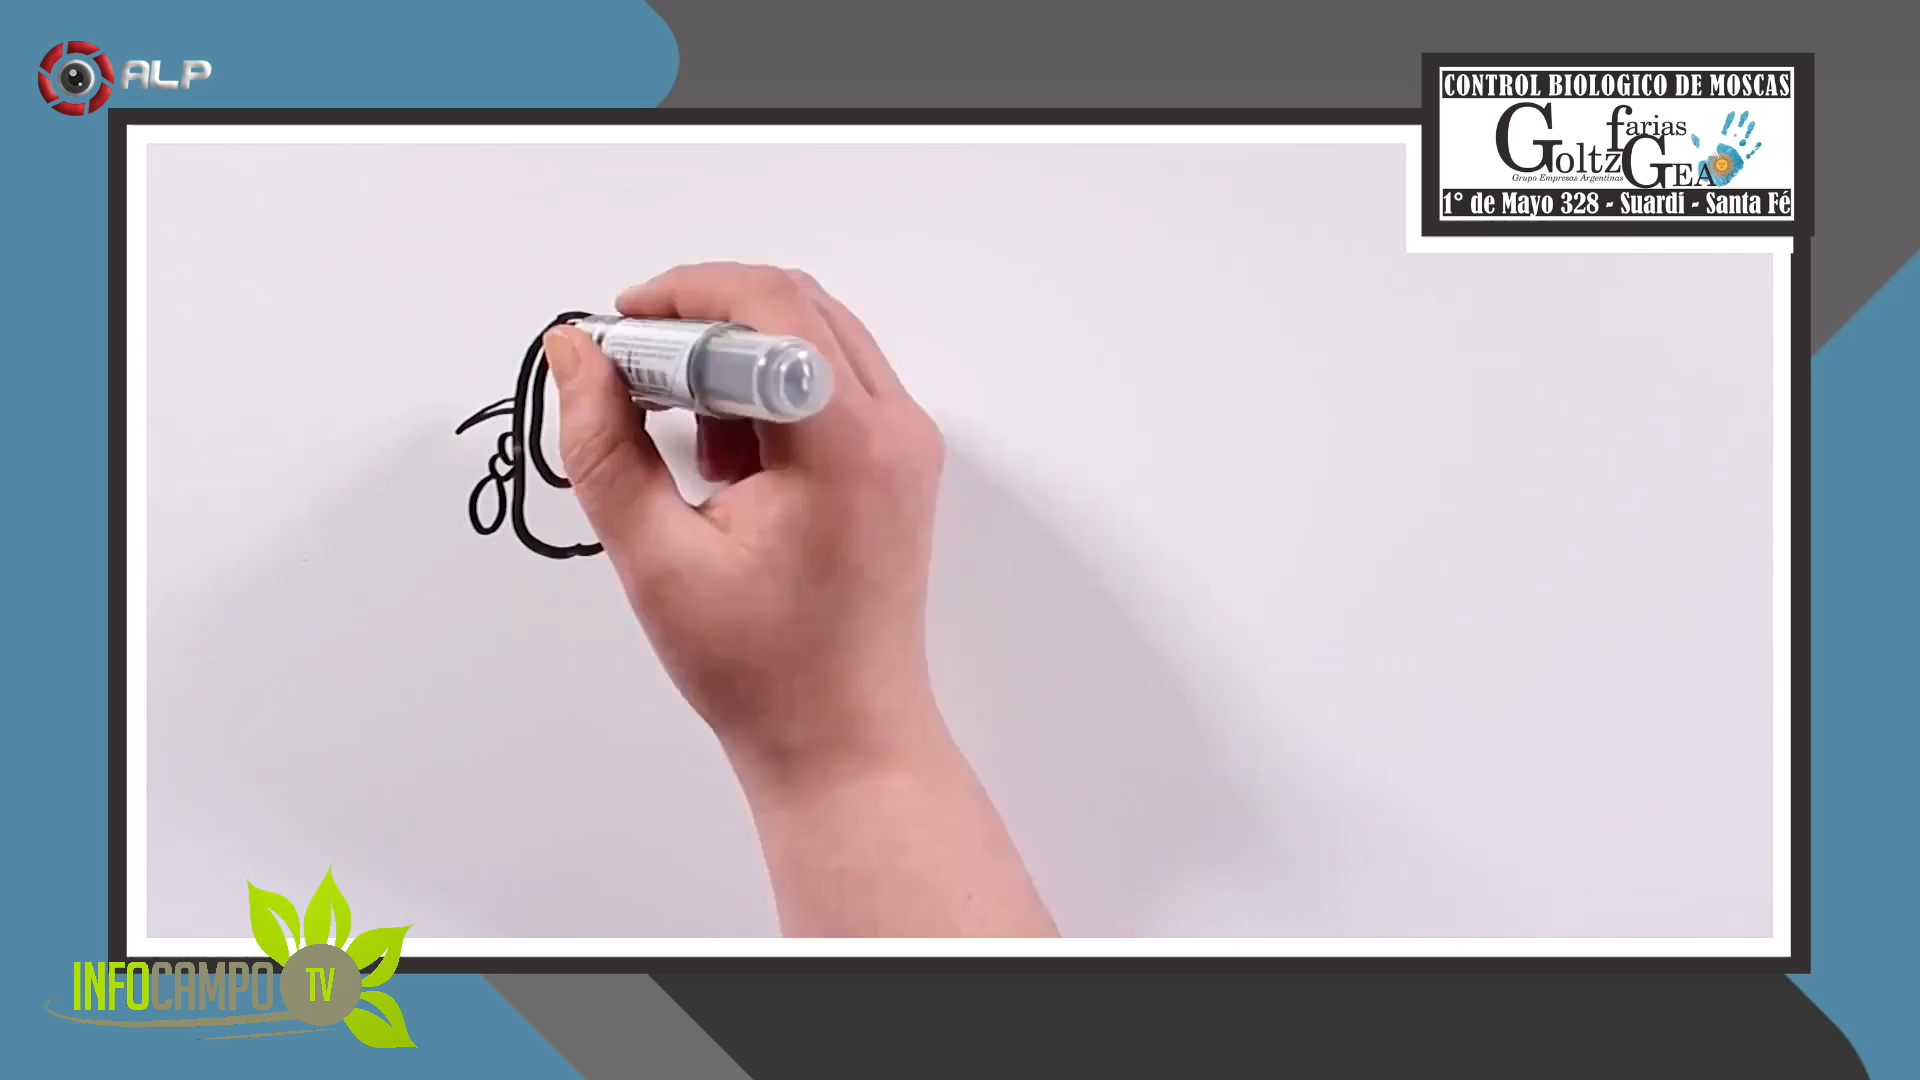 ALP
CONTROL BIOLOGICO DE MOSCAS
Goltz farias GEA
Grupo Empresas Argentinas
1° de Mayo 328 - Suardi - Santa Fé
INFOCAMPO TV